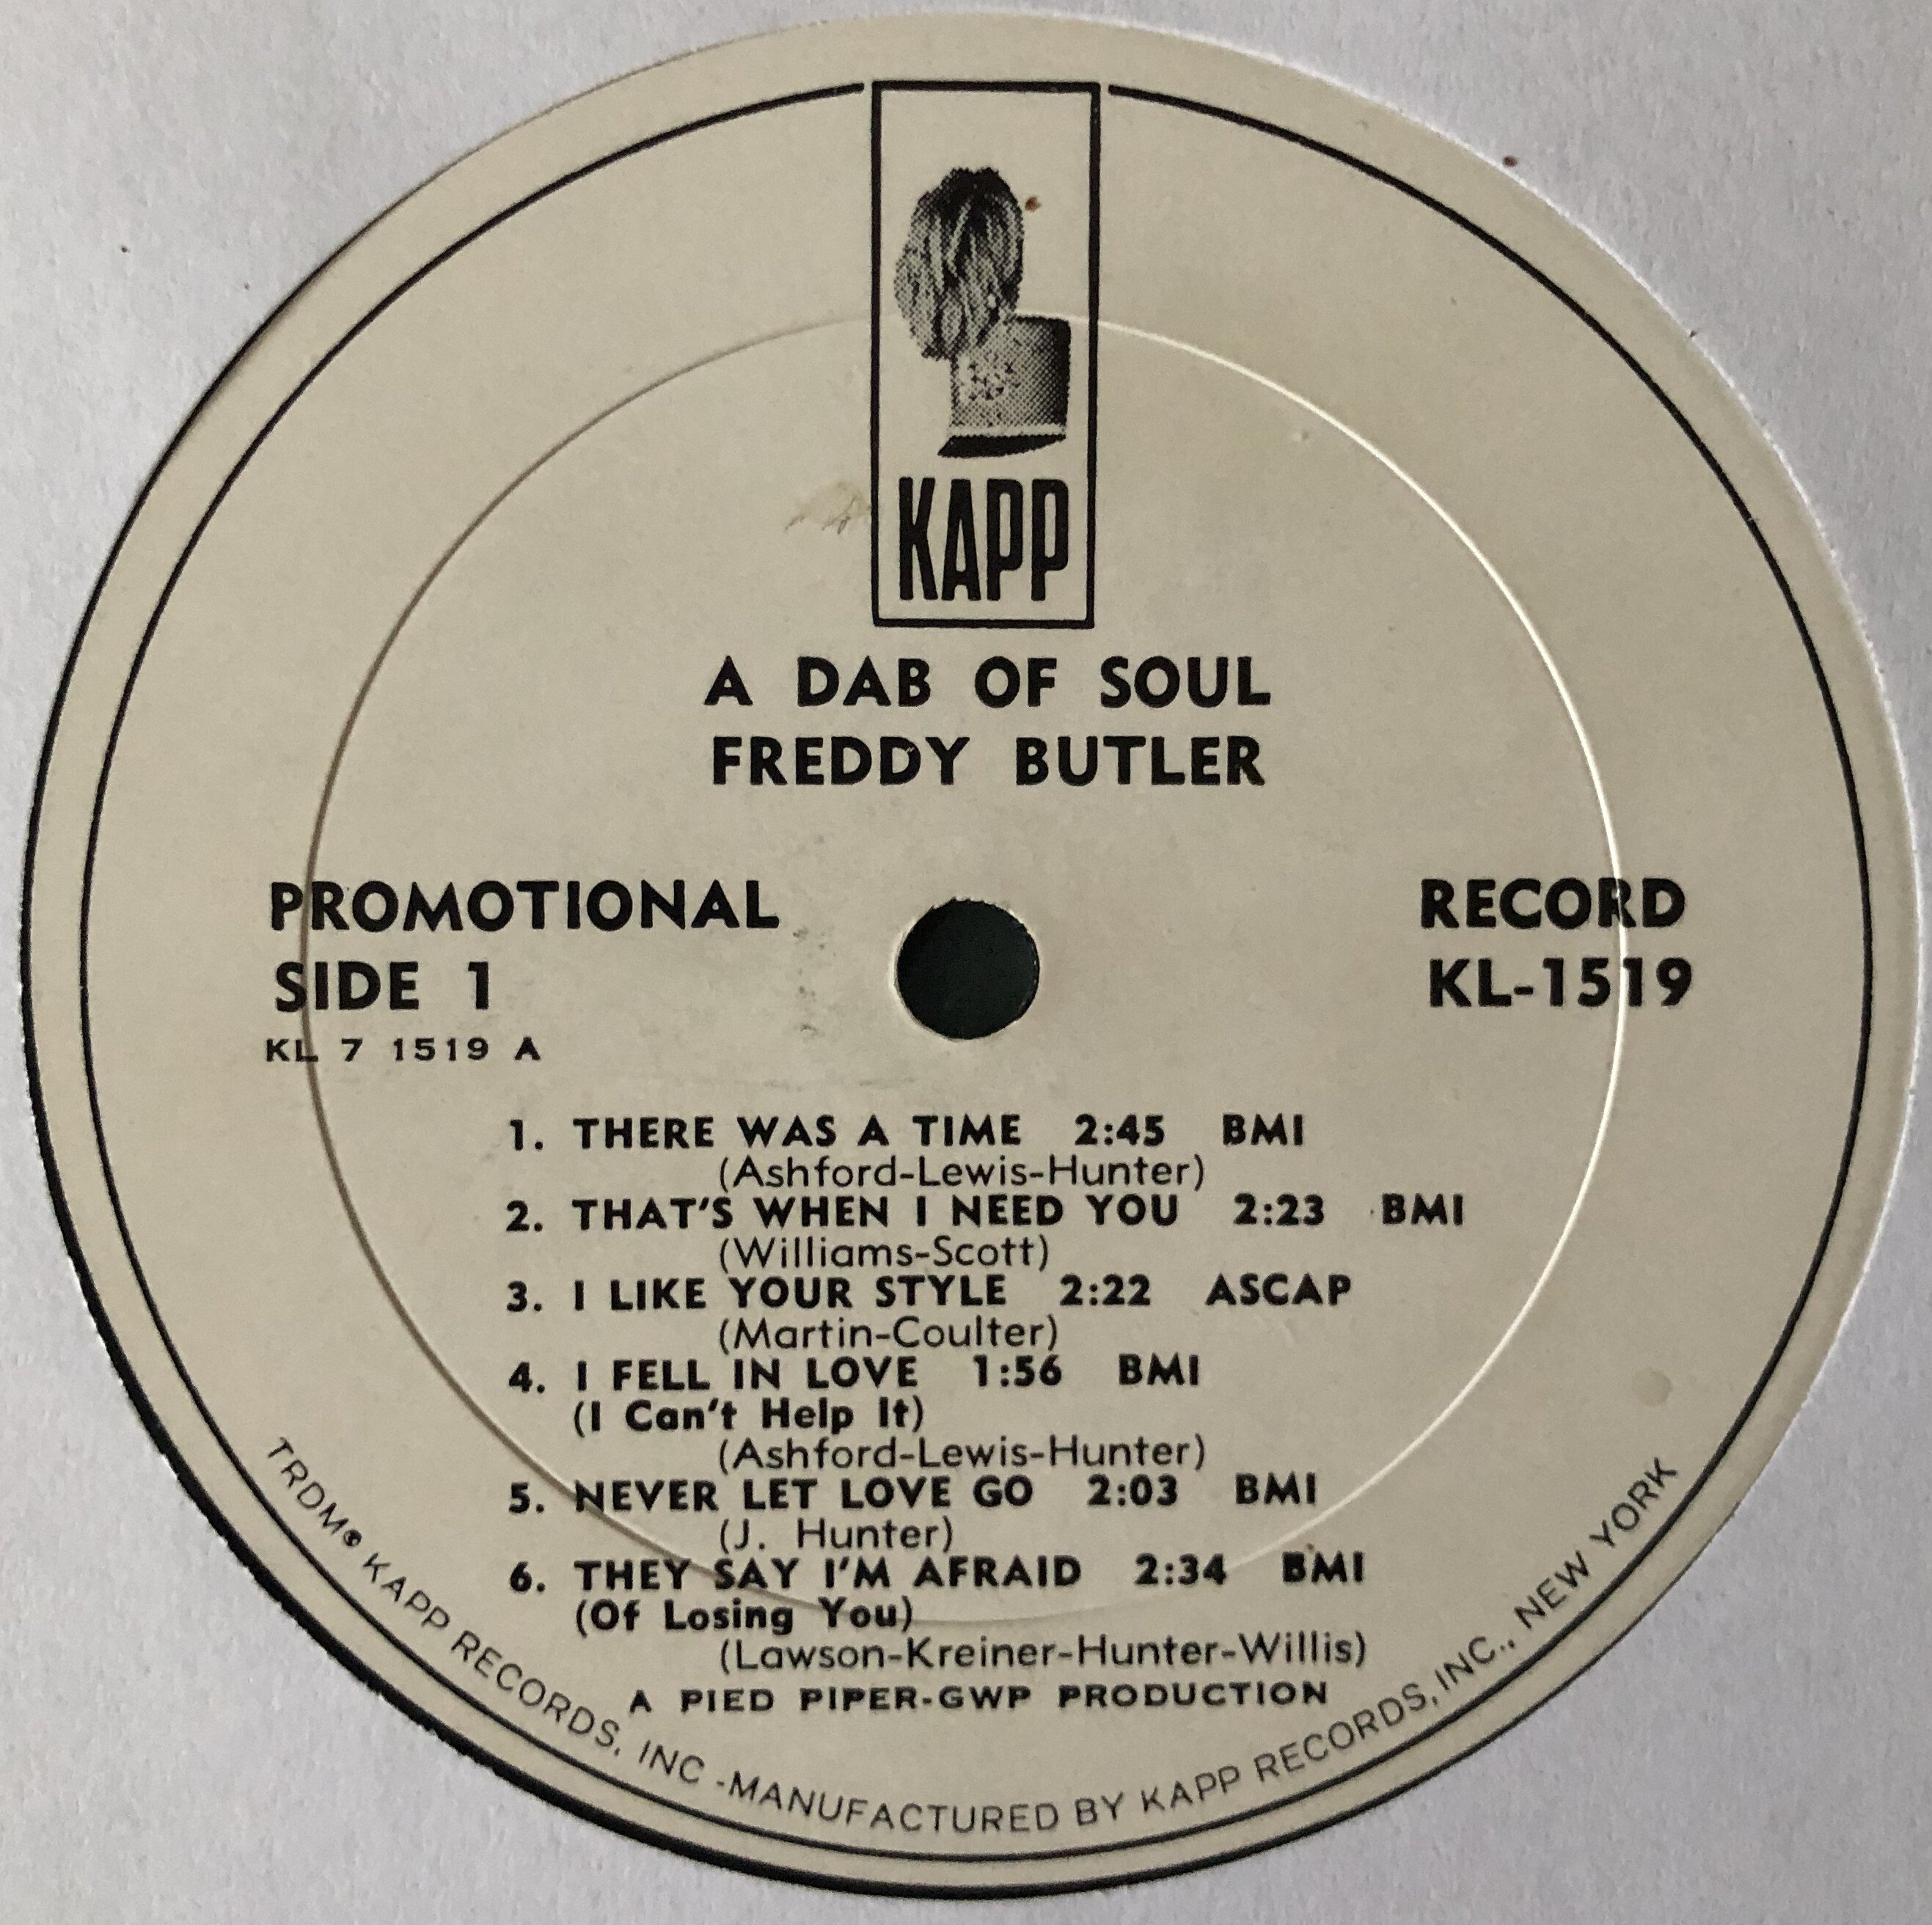 KAPP
A DAB OF SOUL
FREDDY BUTLER
PROMOTIONAL RECORD
SIDE 1 KL-1519
KL 7 1519 A
1. THERE WAS A TIME 2:45 BMI
(Ashford-Lewis-Hunter)
2. THAT'S WHEN I NEED YOU 2:23 BMI
(Williams-Scott)
3. I LIKE YOUR STYLE 2:22 ASCAP
(Martin-Coulter)
4. I FELL IN LOVE 1:56 BMI
(I Can't Help It)
(Ashford-Lewis-Hunter)
5. NEVER LET LOVE GO 2:03 BMI
(J. Hunter)
6. THEY SAY I'M AFRAID 2:34 BMI
(Of Losing You)
(Lawson-Kreiner-Hunter-Willis)
A PIED PIPER-GWP PRODUCTION
TRDM® KAPP RECORDS, INC -MANUFACTURED BY KAPP RECORDS, INC., NEW YORK